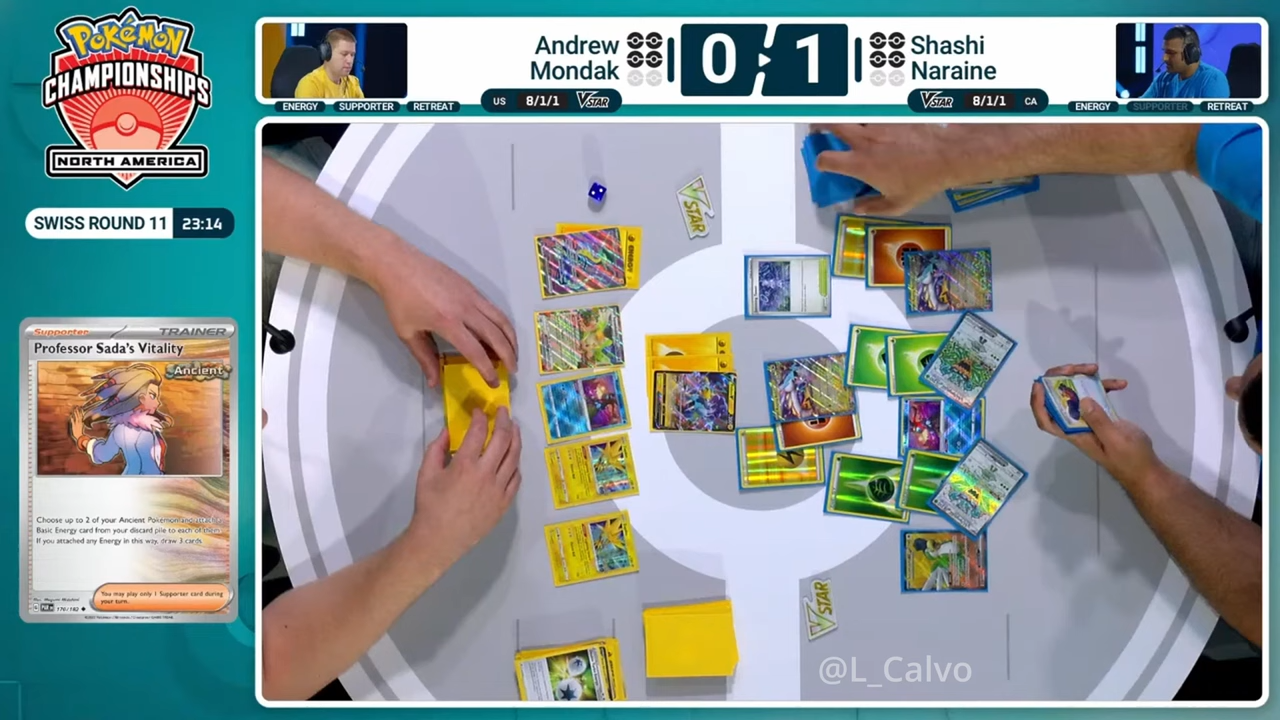 Pokémon
CHAMPIONSHIPS
NORTH AMERICA
SWISS ROUND 11
23:14
Supporter
TRAINER
Professor Sada's Vitality
Ancient
Choose up to 2 of your Ancient Pokémon and attach a
Basic Energy card from your discard pile to each of them.
If you attached any Energy in this way, draw 3 cards.
You may play only 1 Supporter card during
your turn.
170/182
Andrew
Mondak
0
1
Shashi
Naraine
ENERGY
SUPPORTER
RETREAT
US
8/1/1
VSTAR
VSTAR
8/1/1
CA
ENERGY
SUPPORTER
RETREAT
VSTAR
VSTAR
@L_Calvo